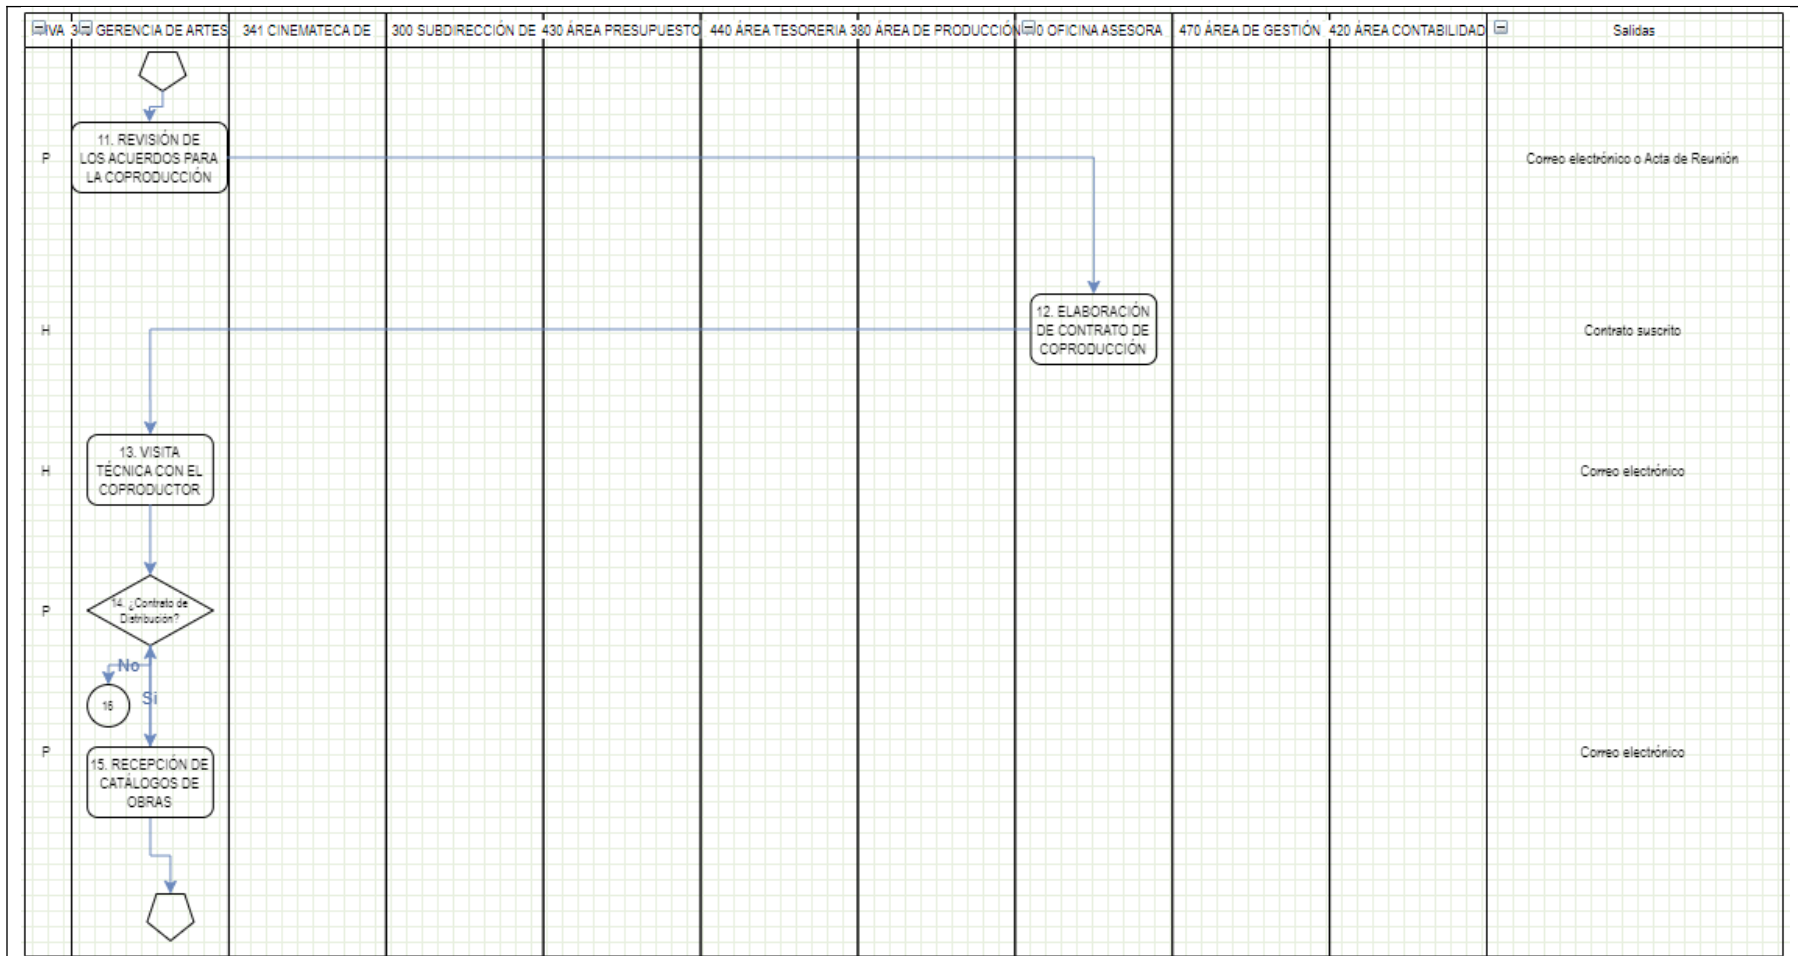 IVA
3
GERENCIA DE ARTES
341 CINEMATECA DE
300 SUBDIRECCIÓN DE
430 ÁREA PRESUPUESTO
440 ÁREA TESORERIA
380 ÁREA DE PRODUCCIÓN
0 OFICINA ASESORA
470 ÁREA DE GESTIÓN
420 ÁREA CONTABILIDAD
Salidas
P
11. REVISIÓN DE
LOS ACUERDOS PARA
LA COPRODUCCIÓN
Correo electrónico o Acta de Reunión
H
12. ELABORACIÓN
DE CONTRATO DE
COPRODUCCIÓN
Contrato suscrito
H
13. VISITA
TÉCNICA CON EL
COPRODUCTOR
Correo electrónico
P
14. ¿Contrato de
Distribución?
No
Si
16
P
15. RECEPCIÓN DE
CATÁLOGOS DE
OBRAS
Correo electrónico